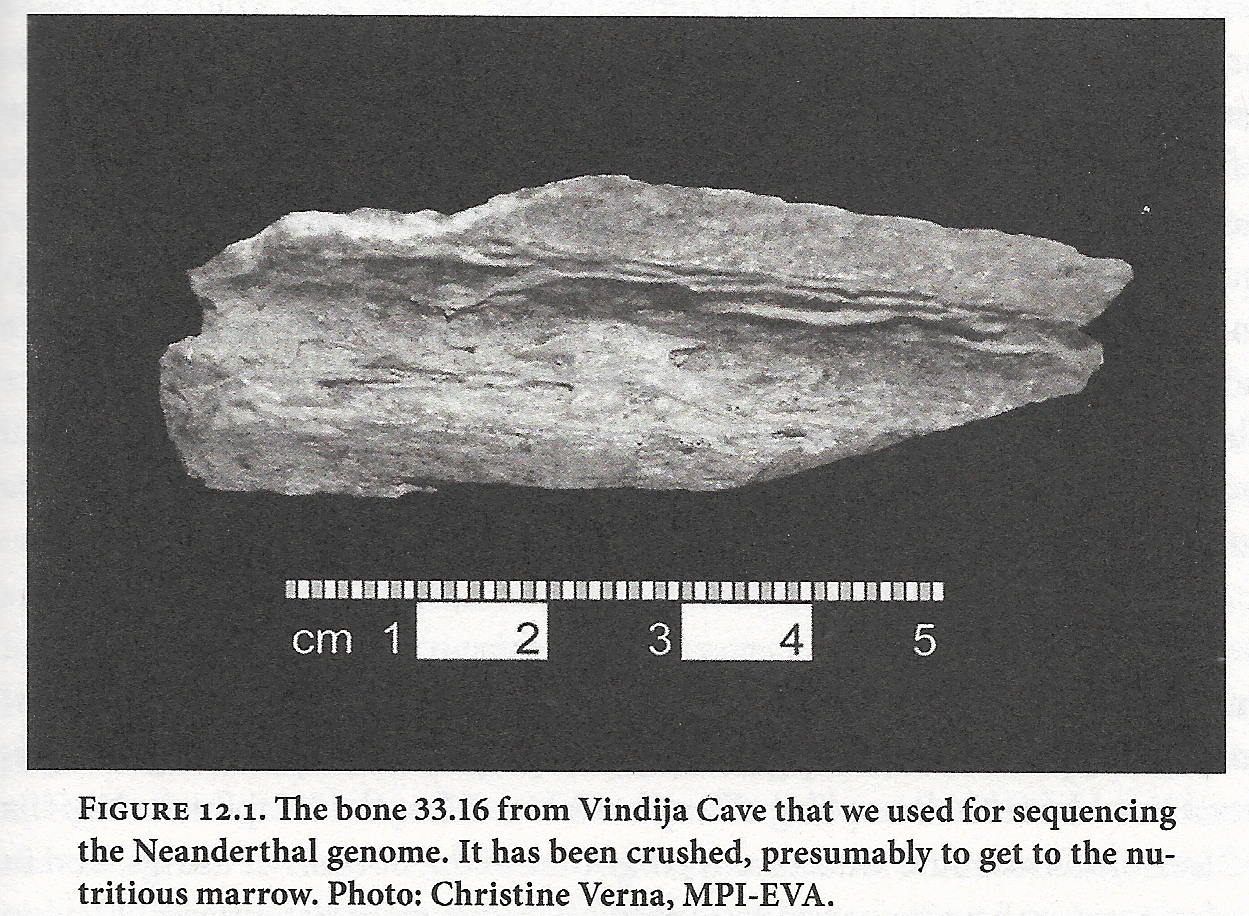 cm 1 2 3 4 5
FIGURE 12.1. The bone 33.16 from Vindija Cave that we used for sequencing
the Neanderthal genome. It has been crushed, presumably to get to the nu-
tritious marrow. Photo: Christine Verna, MPI-EVA.